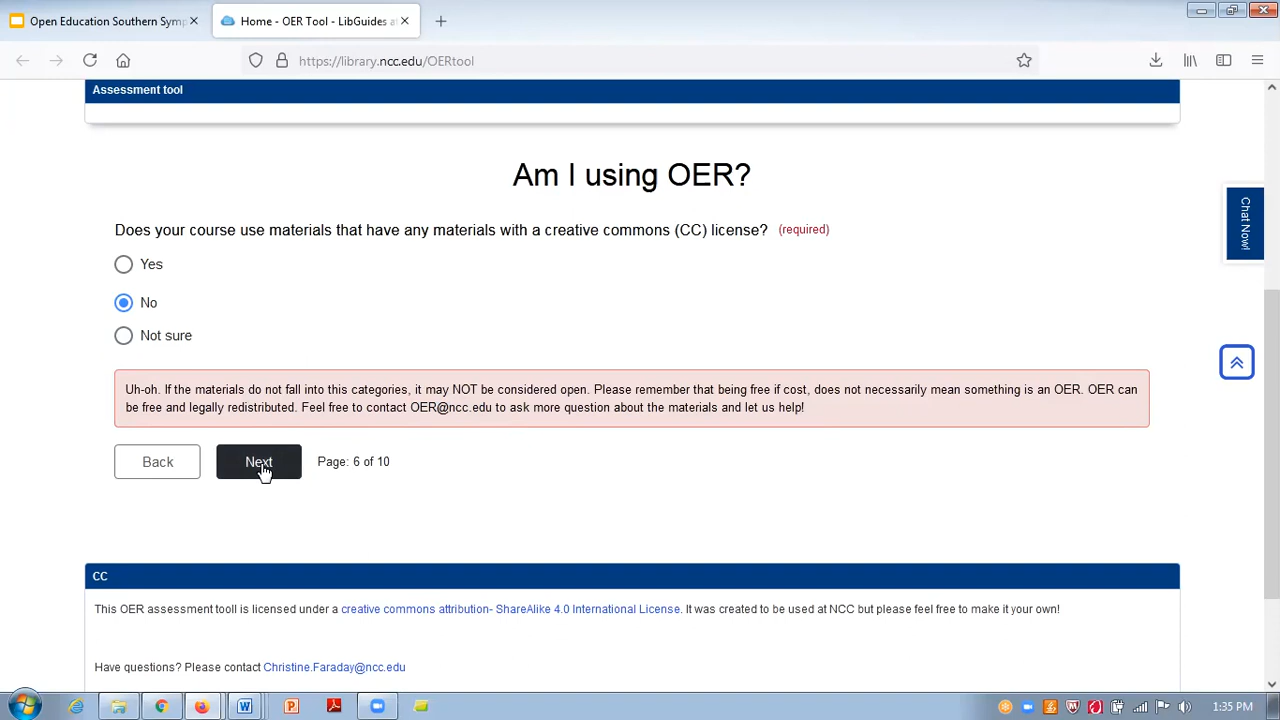 Open Education Southern Symp
Home - OER Tool - LibGuides a
https://library.ncc.edu/OERtool
Assessment tool
Am I using OER?
Does your course use materials that have any materials with a creative commons (CC) license? (required)
Yes
No
Not sure
Uh-oh. If the materials do not fall into this categories, it may NOT be considered open. Please remember that being free if cost, does not necessarily mean something is an OER. OER can
be free and legally redistributed. Feel free to contact OER@ncc.edu to ask more question about the materials and let us help!
Back
Next
Page: 6 of 10
Chat Now!
CC
This OER assessment tooll is licensed under a creative commons attribution- ShareAlike 4.0 International License. It was created to be used at NCC but please feel free to make it your own!
Have questions? Please contact Christine.Faraday@ncc.edu
1:35 PM